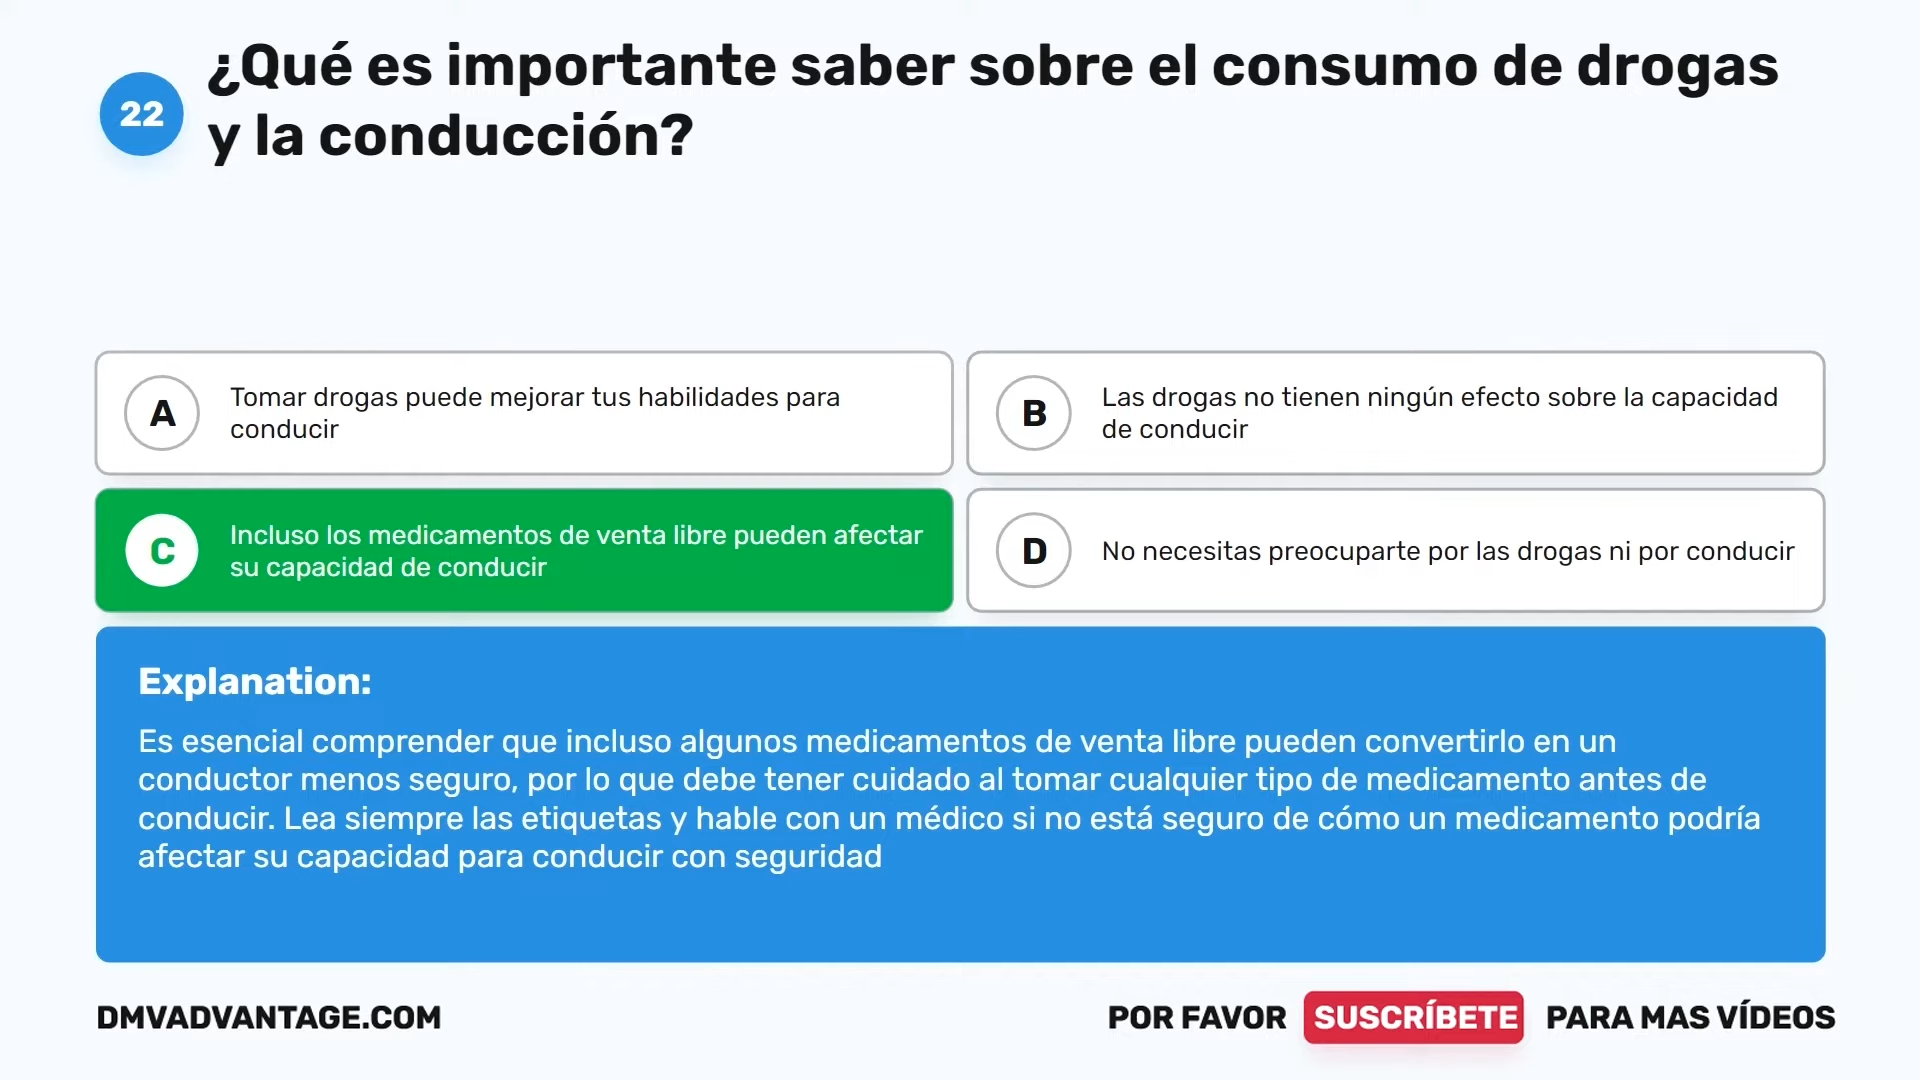 22
¿Qué es importante saber sobre el consumo de drogas
y la conducción?
A
Tomar drogas puede mejorar tus habilidades para
conducir
B
Las drogas no tienen ningún efecto sobre la capacidad
de conducir
C
Incluso los medicamentos de venta libre pueden afectar
su capacidad de conducir
D
No necesitas preocuparte por las drogas ni por conducir
Explanation:
Es esencial comprender que incluso algunos medicamentos de venta libre pueden convertirlo en un
conductor menos seguro, por lo que debe tener cuidado al tomar cualquier tipo de medicamento antes de
conducir. Lea siempre las etiquetas y hable con un médico si no está seguro de cómo un medicamento podría
afectar su capacidad para conducir con seguridad
DMVADVANTAGE.COM
POR FAVOR SUSCRÍBETE PARA MAS VÍDEOS